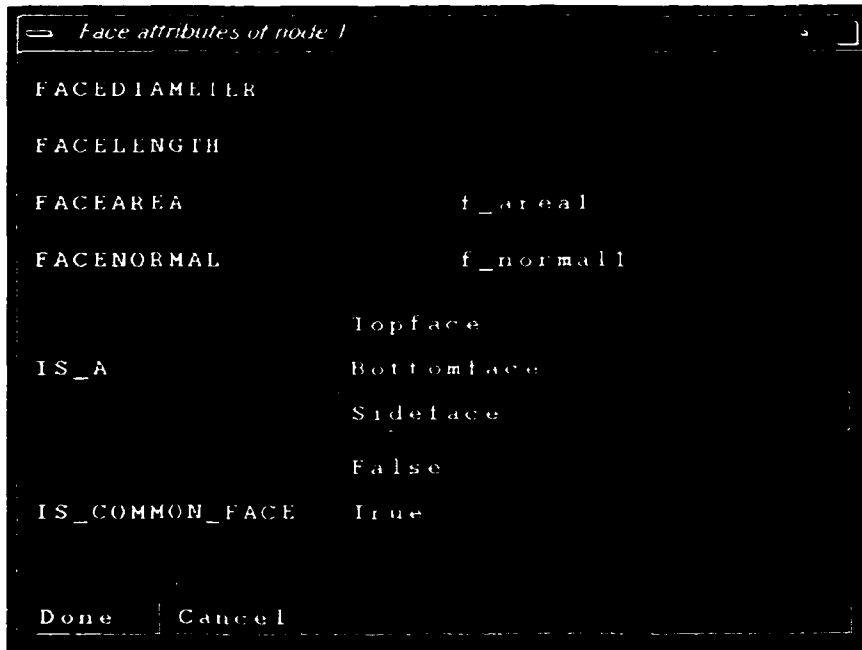 Face attributes of node 1
FACEDIAMETER
FACELENGTH
FACEAREA f_area1
FACENORMAL f_normal1
Topface
IS_A Bottomface
Sideface
False
IS_COMMON_FACE True
Done Cancel